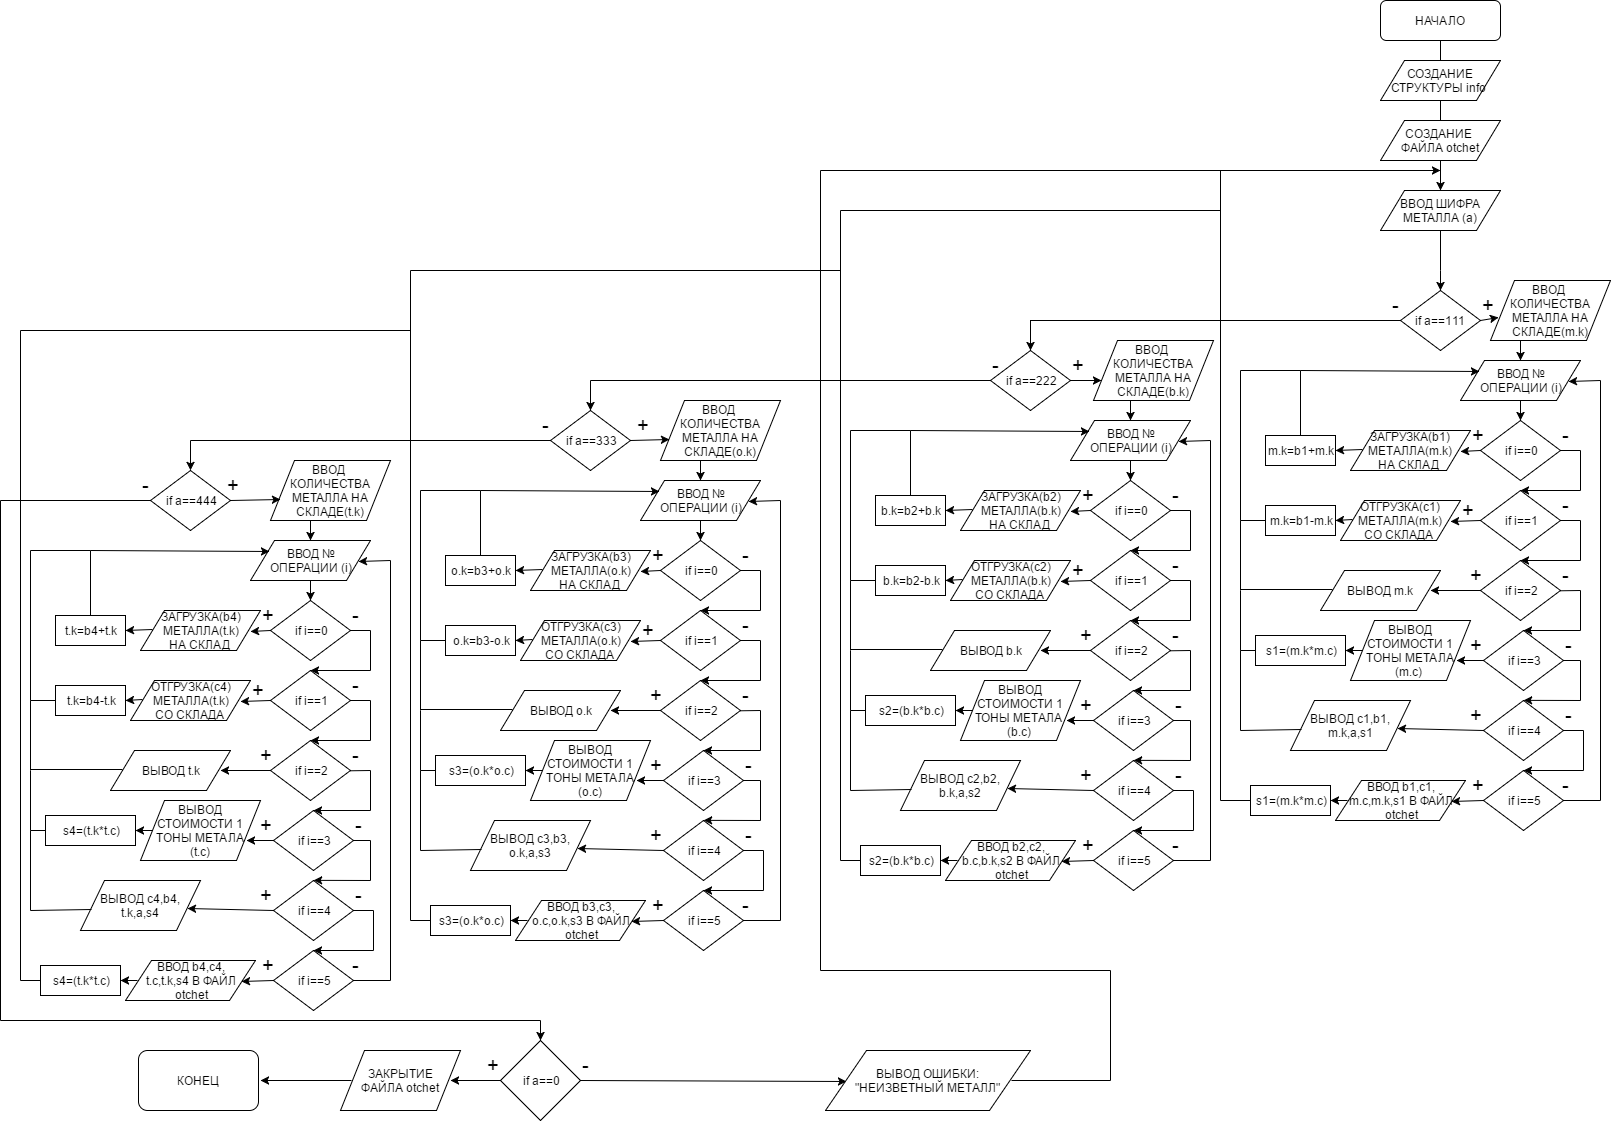 НАЧАЛО
СОЗДАНИЕ
СТРУКТУРЫ info
СОЗДАНИЕ
ФАЙЛА otchet
ВВОД ШИФРА
МЕТАЛЛА (a)
-
if a==111
+
ВВОД
КОЛИЧЕСТВА
МЕТАЛЛА НА
СКЛАДЕ(m.k)
ВВОД №
ОПЕРАЦИИ (i)
m.k=b1+m.k
ЗАГРУЗКА(b1)
МЕТАЛЛА(m.k)
НА СКЛАД
+
if i==0
-
m.k=b1-m.k
ОТГРУЗКА(c1)
МЕТАЛЛА(m.k)
СО СКЛАДА
+
if i==1
-
ВЫВОД m.k
+
if i==2
-
s1=(m.k*m.c)
ВЫВОД
СТОИМОСТИ 1
ТОНЫ МЕТАЛА
(m.c)
+
if i==3
-
ВЫВОД c1,b1,
m.k,a,s1
+
if i==4
-
s1=(m.k*m.c)
ВВОД b1,c1,
m.c,m.k,s1 В ФАЙЛ
otchet
+
if i==5
-
-
if a==222
+
ВВОД
КОЛИЧЕСТВА
МЕТАЛЛА НА
СКЛАДЕ(b.k)
ВВОД №
ОПЕРАЦИИ (i)
b.k=b2+b.k
ЗАГРУЗКА(b2)
МЕТАЛЛА(b.k)
НА СКЛАД
+
if i==0
-
b.k=b2-b.k
ОТГРУЗКА(c2)
МЕТАЛЛА(b.k)
СО СКЛАДА
+
if i==1
-
ВЫВОД b.k
+
if i==2
-
s2=(b.k*b.c)
ВЫВОД
СТОИМОСТИ 1
ТОНЫ МЕТАЛА
(b.c)
+
if i==3
-
ВЫВОД c2,b2,
b.k,a,s2
+
if i==4
-
s2=(b.k*b.c)
ВВОД b2,c2,
b.c,b.k,s2 В ФАЙЛ
otchet
+
if i==5
-
-
if a==333
+
ВВОД
КОЛИЧЕСТВА
МЕТАЛЛА НА
СКЛАДЕ(o.k)
ВВОД №
ОПЕРАЦИИ (i)
o.k=b3+o.k
ЗАГРУЗКА(b3)
МЕТАЛЛА(o.k)
НА СКЛАД
+
if i==0
-
o.k=b3-o.k
ОТГРУЗКА(c3)
МЕТАЛЛА(o.k)
СО СКЛАДА
+
if i==1
-
ВЫВОД o.k
+
if i==2
-
s3=(o.k*o.c)
ВЫВОД
СТОИМОСТИ 1
ТОНЫ МЕТАЛА
(o.c)
+
if i==3
-
ВЫВОД c3,b3,
o.k,a,s3
+
if i==4
-
s3=(o.k*o.c)
ВВОД b3,c3,
o.c,o.k,s3 В ФАЙЛ
otchet
+
if i==5
-
-
if a==444
+
ВВОД
КОЛИЧЕСТВА
МЕТАЛЛА НА
СКЛАДЕ(t.k)
ВВОД №
ОПЕРАЦИИ (i)
t.k=b4+t.k
ЗАГРУЗКА(b4)
МЕТАЛЛА(t.k)
НА СКЛАД
+
if i==0
-
t.k=b4-t.k
ОТГРУЗКА(c4)
МЕТАЛЛА(t.k)
СО СКЛАДА
+
if i==1
-
ВЫВОД t.k
+
if i==2
-
s4=(t.k*t.c)
ВЫВОД
СТОИМОСТИ 1
ТОНЫ МЕТАЛА
(t.c)
+
if i==3
-
ВЫВОД c4,b4,
t.k,a,s4
+
if i==4
-
s4=(t.k*t.c)
ВВОД b4,c4,
t.c,t.k,s4 В ФАЙЛ
otchet
+
if i==5
-
КОНЕЦ
ЗАКРЫТИЕ
ФАЙЛА otchet
+
if a==0
-
ВЫВОД ОШИБКИ:
"НЕИЗВЕТНЫЙ МЕТАЛЛ"